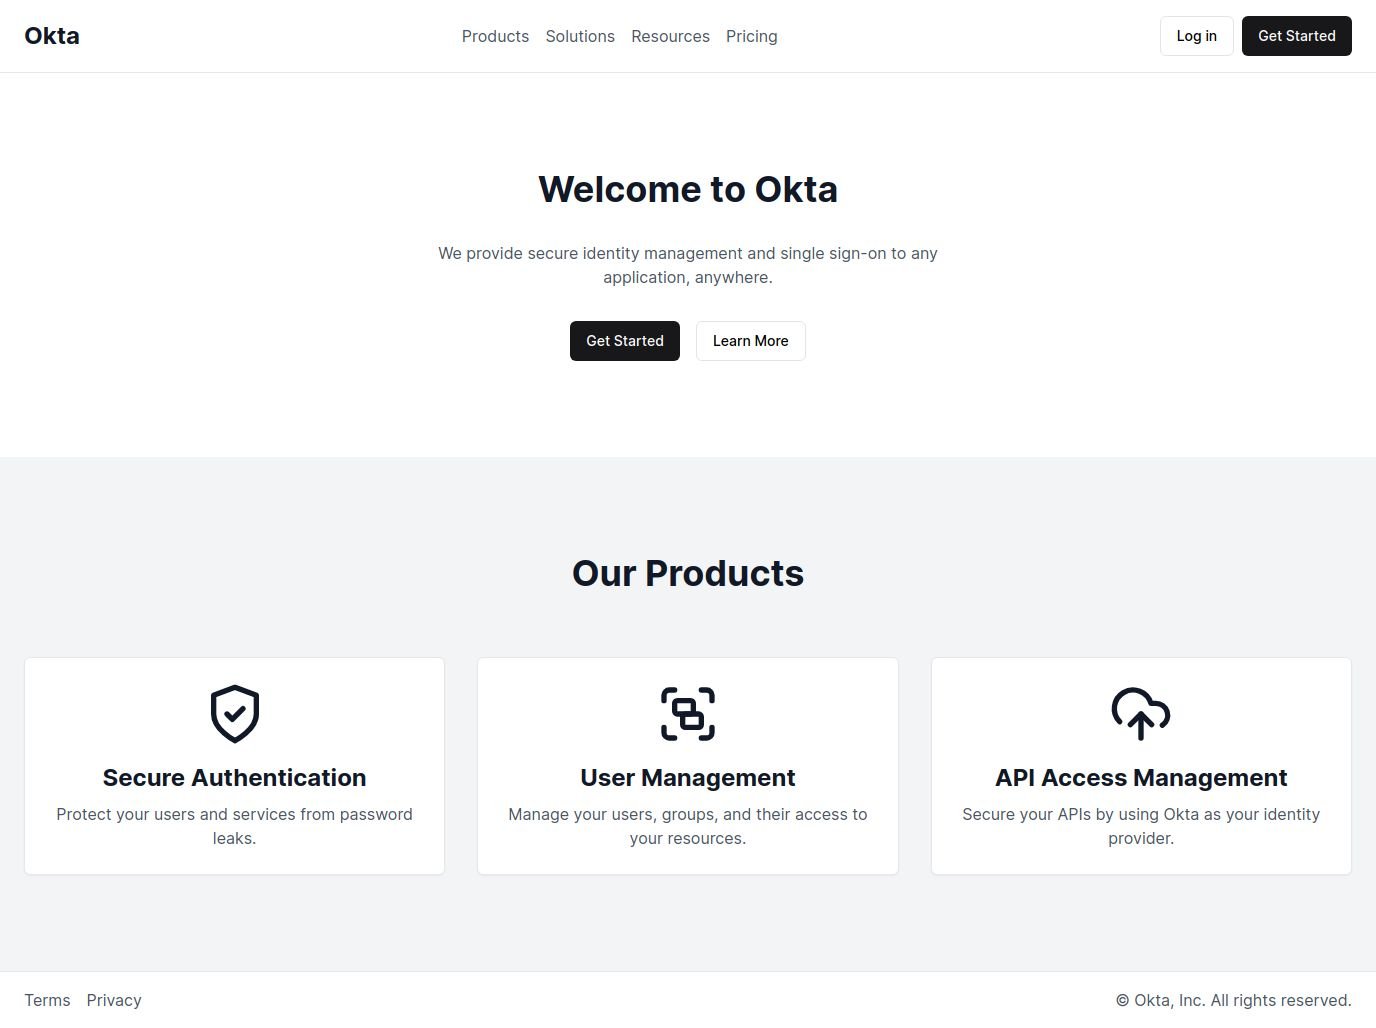 Okta
Products Solutions Resources Pricing
Log in
Get Started
Welcome to Okta
We provide secure identity management and single sign-on to any
application, anywhere.
Get Started
Learn More
Our Products
Secure Authentication
Protect your users and services from password
leaks.
User Management
Manage your users, groups, and their access to
your resources.
API Access Management
Secure your APIs by using Okta as your identity
provider.
Terms Privacy
© Okta, Inc. All rights reserved.